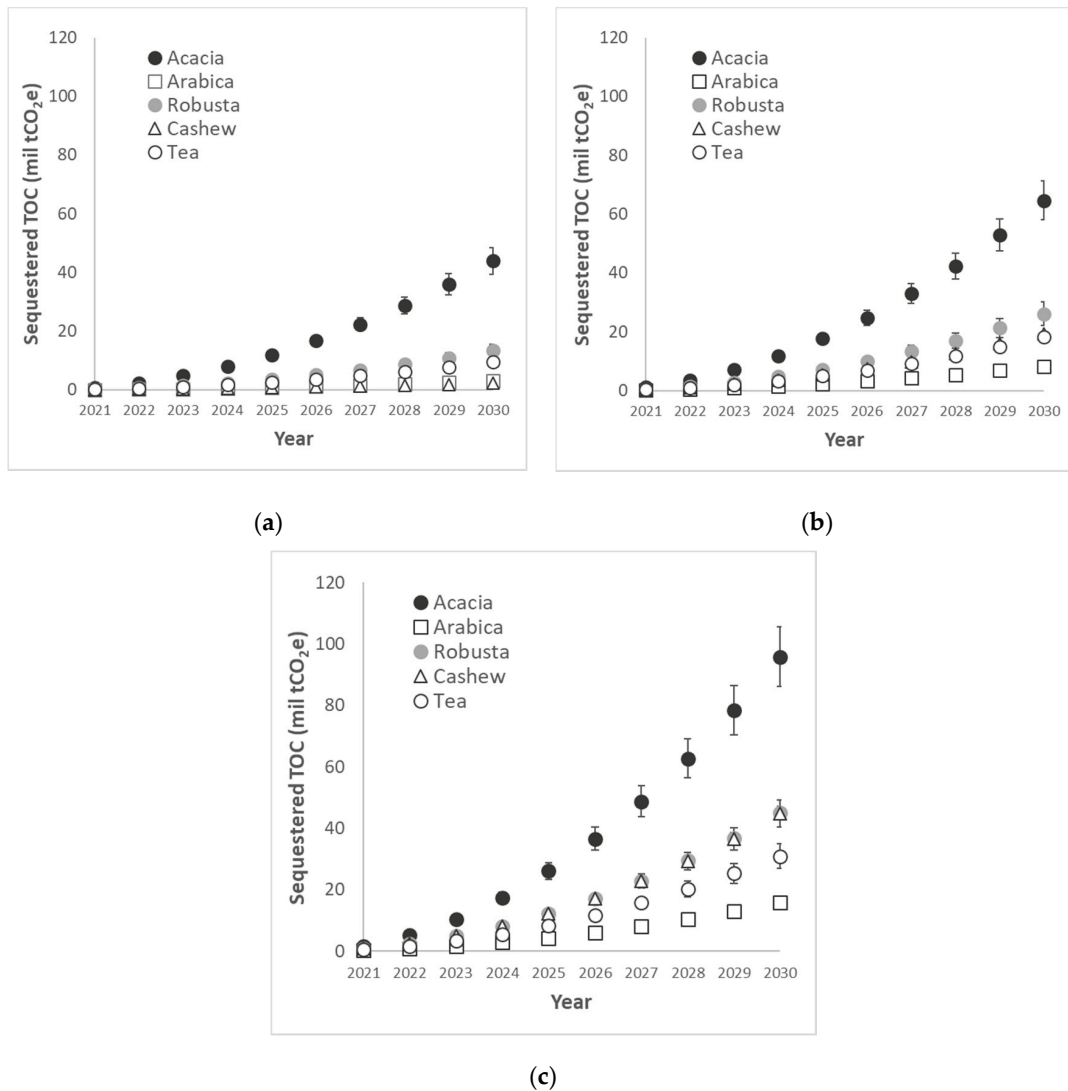 120
100
80
60
40
20
0
Sequestered TOC (mil tCO₂e)
Acacia
Arabica
Robusta
Cashew
Tea
2021 2022 2023 2024 2025 2026 2027 2028 2029 2030
Year
(a)
120
100
80
60
40
20
0
Sequestered TOC (mil tCO₂e)
Acacia
Arabica
Robusta
Cashew
Tea
2021 2022 2023 2024 2025 2026 2027 2028 2029 2030
Year
(b)
120
100
80
60
40
20
0
Sequestered TOC (mil tCO₂e)
Acacia
Arabica
Robusta
Cashew
Tea
2021 2022 2023 2024 2025 2026 2027 2028 2029 2030
Year
(c)